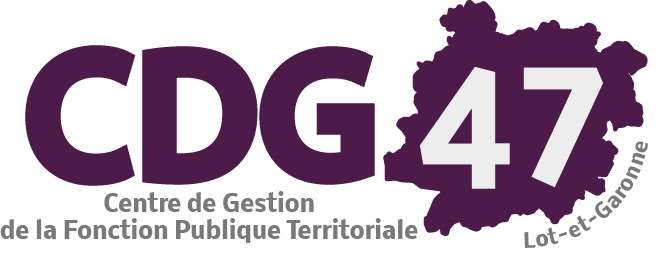 CDG 47
Centre de Gestion
de la Fonction Publique Territoriale
Lot-et-Garonne